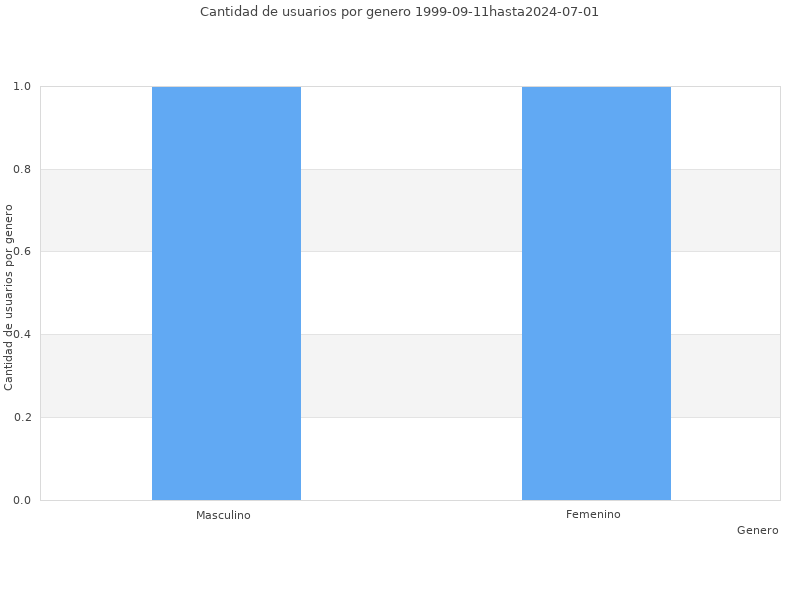 Cantidad de usuarios por genero 1999-09-11hasta2024-07-01
Cantidad de usuarios por genero
1.0
0.8
0.6
0.4
0.2
0.0
Masculino
Femenino
Genero